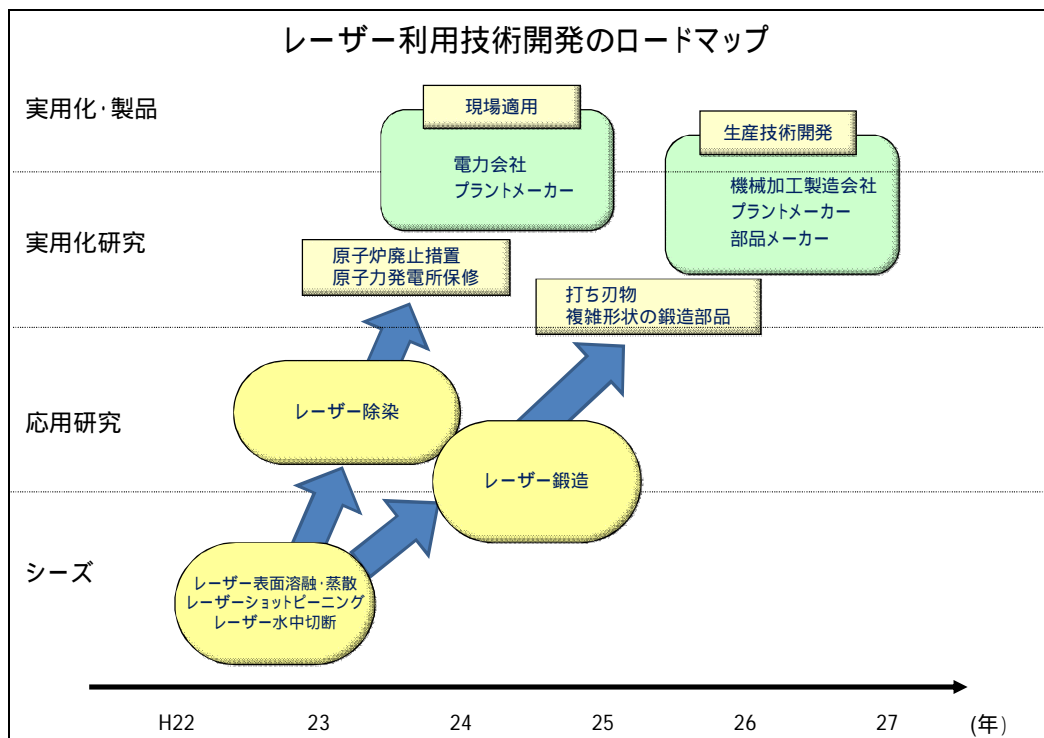 レーザー利用技術開発のロードマップ
実用化・製品
現場適用
電力会社
プラントメーカー
生産技術開発
機械加工製造会社
プラントメーカー
部品メーカー
実用化研究
原子炉廃止措置
原子力発電所保修
打ち刃物
複雑形状の鍛造部品
応用研究
レーザー除染
レーザー鍛造
シーズ
レーザー表面溶融・蒸散
レーザーショットピーニング
レーザー水中切断
H22 23 24 25 26 27 (年)